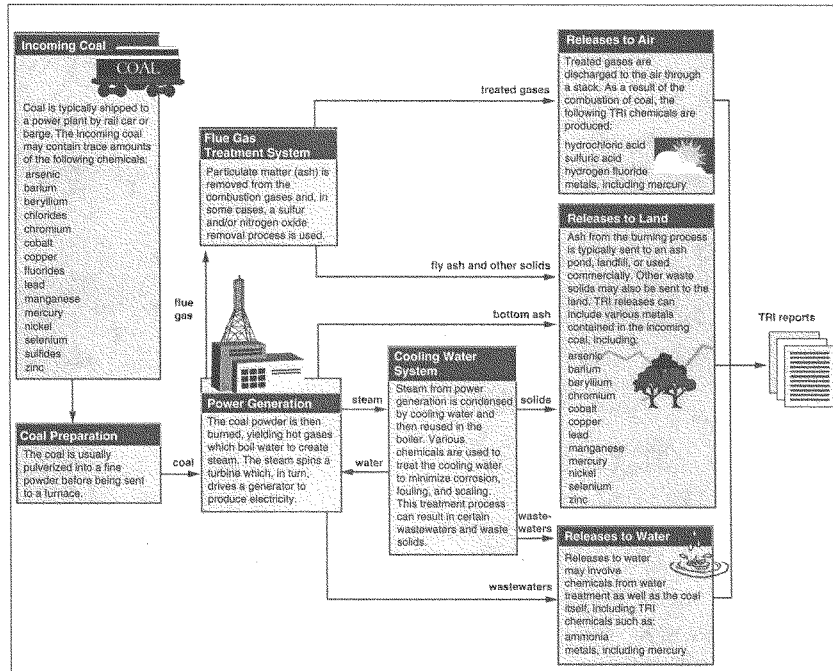 Incoming Coal
COAL
Coal is typically shipped to
a power plant by rail car or
barge. The incoming coal
may contain trace amounts
of the following chemicals:
arsenic
barium
beryllium
chlorides
chromium
cobalt
copper
fluorides
lead
manganese
mercury
nickel
selenium
sulfides
zinc
Coal Preparation
The coal is usually
pulverized into a fine
powder before being sent
to a furnace.
coal
Flue Gas
Treatment System
Particulate matter (ash) is
removed from the
combustion gases and, in
some cases, a sulfur
and/or nitrogen oxide
removal process is used.
flue
gas
Power Generation
The coal powder is then
burned, yielding hot gases
which boil water to create
steam. The steam spins a
turbine which, in turn,
drives a generator to
produce electricity.
steam
water
Cooling Water
System
Steam from power
generation is condensed
by cooling water and
then reused in the
boiler. Various
chemicals are used to
treat the cooling water
to minimize corrosion,
fouling, and scaling.
This treatment process
can result in certain
wastewaters and waste
solids.
treated gases
fly ash and other solids
bottom ash
solids
waste-
waters
wastewaters
Releases to Air
Treated gases are
discharged to the air through
a stack. As a result of the
combustion of coal, the
following TRI chemicals are
produced:
hydrochloric acid
sulfuric acid
hydrogen fluoride
metals, including mercury
Releases to Land
Ash from the burning process
is typically sent to an ash
pond, landfill, or used
commercially. Other waste
solids may also be sent to the
land. TRI releases can
include various metals
contained in the incoming
coal, including:
arsenic
barium
beryllium
chromium
cobalt
copper
lead
manganese
mercury
nickel
selenium
zinc
Releases to Water
Releases to water
may involve
chemicals from water
treatment as well as the coal
itself, including TRI
chemicals such as:
ammonia
metals, including mercury
TRI reports